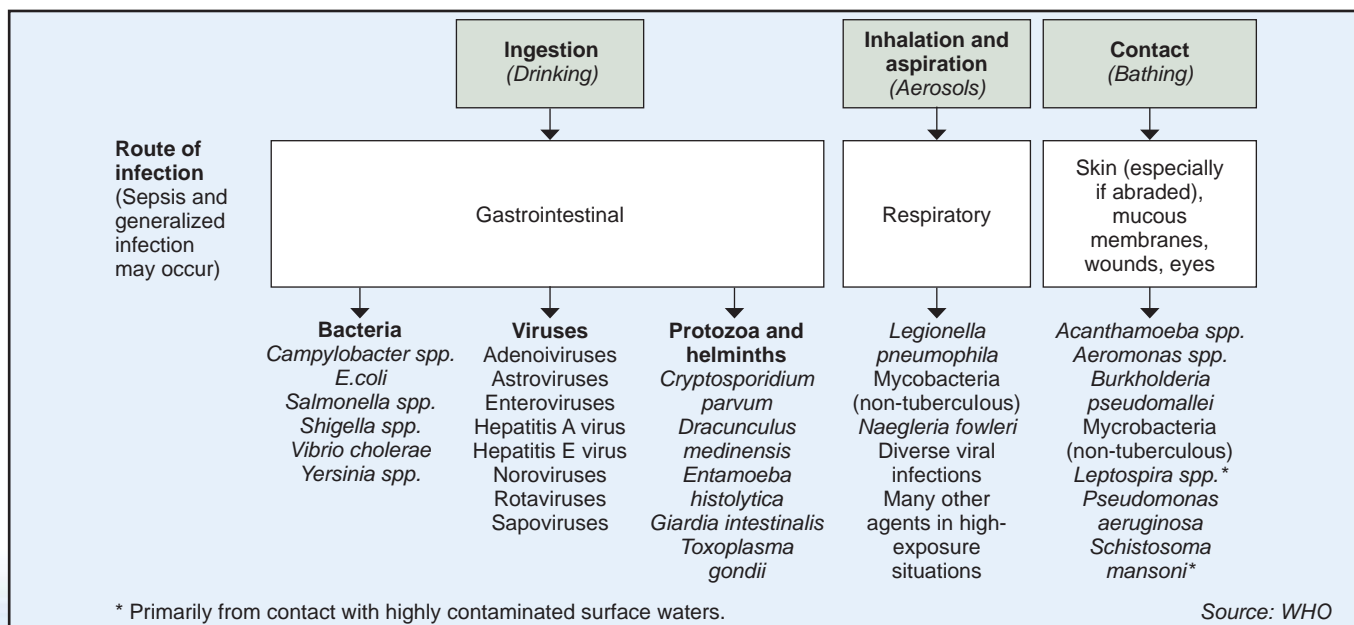 Ingestion
(Drinking)
Inhalation and
aspiration
(Aerosols)
Contact
(Bathing)
Route of
infection
(Sepsis and
generalized
infection
may occur)
Gastrointestinal
Respiratory
Skin (especially
if abraded),
mucous
membranes,
wounds, eyes
Bacteria
Campylobacter spp.
E.coli
Salmonella spp.
Shigella spp.
Vibrio cholerae
Yersinia spp.
Viruses
Adenoiviruses
Astroviruses
Enteroviruses
Hepatitis A virus
Hepatitis E virus
Noroviruses
Rotaviruses
Sapoviruses
Protozoa and
helminths
Cryptosporidium
parvum
Dracunculus
medinensis
Entamoeba
histolytica
Giardia intestinalis
Toxoplasma
gondii
Legionella
pneumophila
Mycobacteria
(non-tuberculous)
Naegleria fowleri
Diverse viral
infections
Many other
agents in high-
exposure
situations
Acanthamoeba spp.
Aeromonas spp.
Burkholderia
pseudomallei
Mycrobacteria
(non-tuberculous)
Leptospira spp.*
Pseudomonas
aeruginosa
Schistosoma
mansoni*
* Primarily from contact with highly contaminated surface waters.
Source: WHO